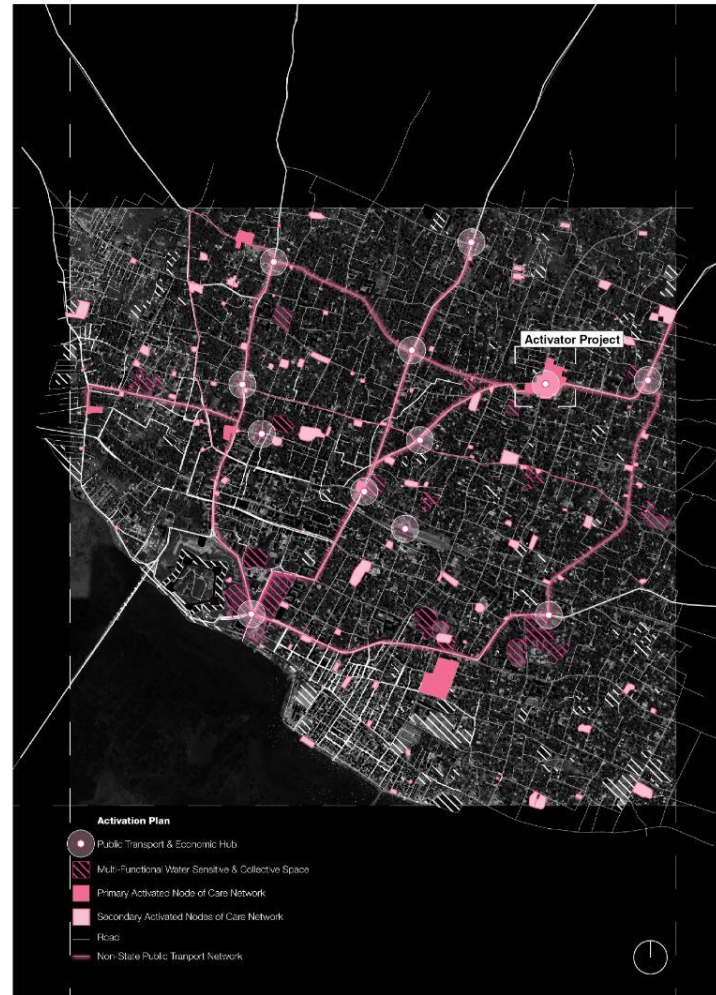 Activator Project
Activation Plan
Public Transport & Economic Hub
Multi-Functional Water Sensitive & Collective Space
Primary Activated Node of Care Network
Secondary Activated Nodes of Care Network
Road
Non-State Public Tranport Network